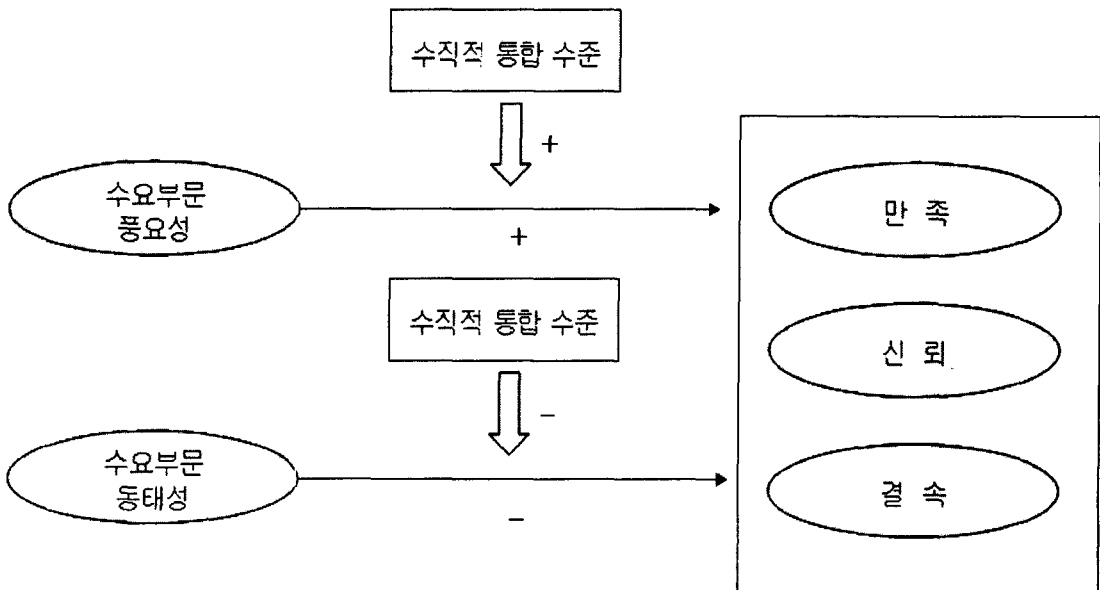 수직적 통합 수준
+
수요부문
풍요성
+
만 족
수직적 통합 수준
신 뢰
−
수요부문
동태성
−
결 속